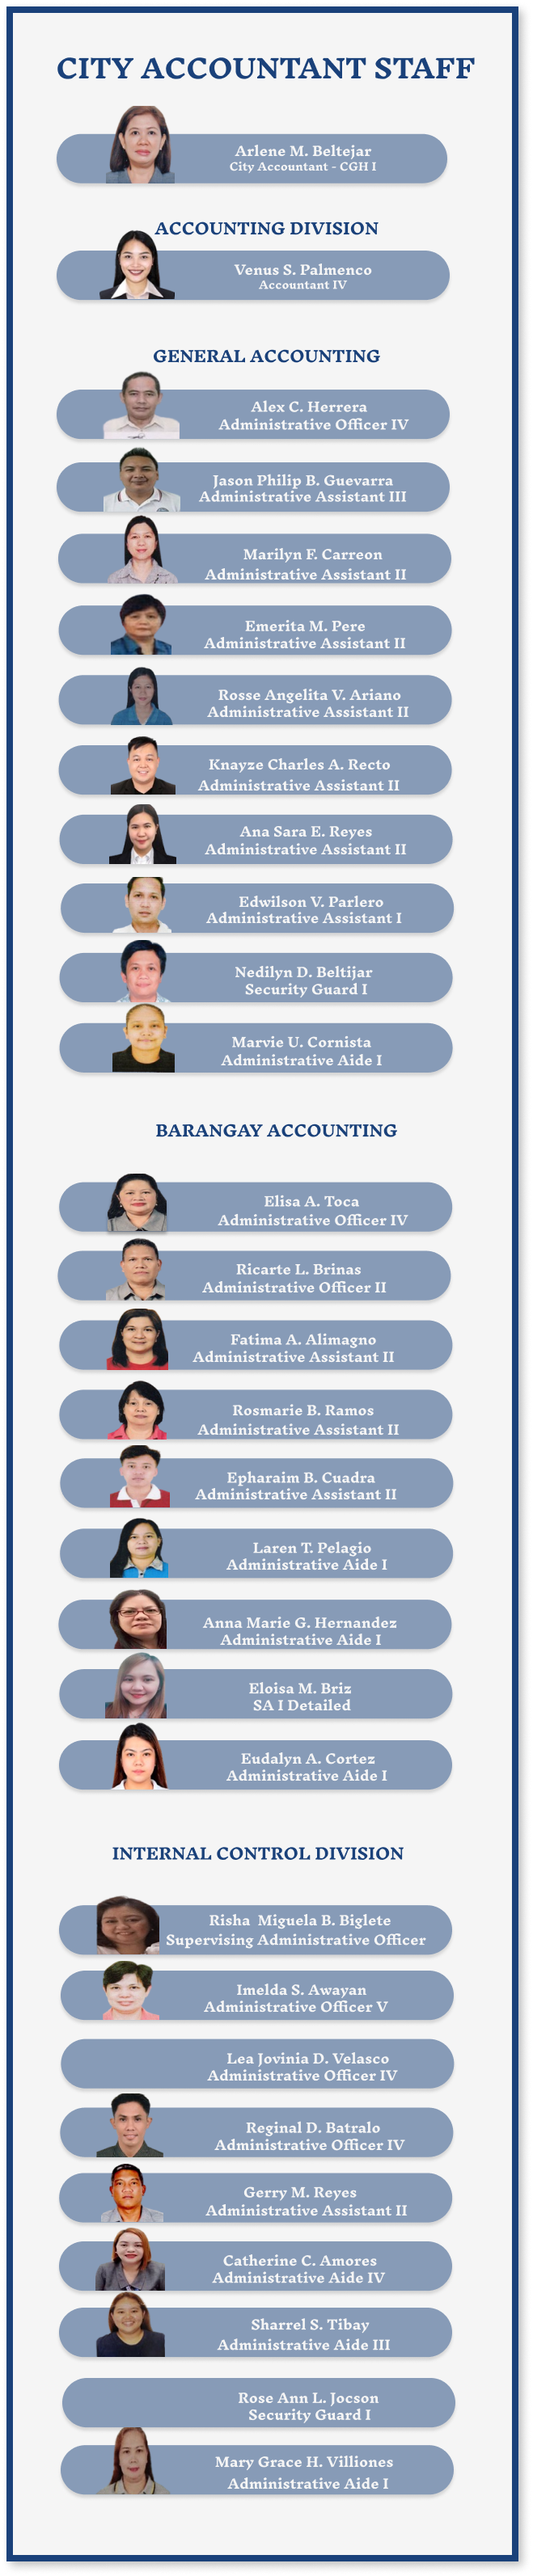 CITY ACCOUNTANT STAFF
Arlene M. Beltejar
City Accountant - CGH I
ACCOUNTING DIVISION
Venus S. Palmenco
Accountant IV
GENERAL ACCOUNTING
Alex C. Herrera
Administrative Officer IV
Jason Philip B. Guevarra
Administrative Assistant III
Marilyn F. Carreon
Administrative Assistant II
Emerita M. Pere
Administrative Assistant II
Rosse Angelita V. Ariano
Administrative Assistant II
Knayze Charles A. Recto
Administrative Assistant II
Ana Sara E. Reyes
Administrative Assistant II
Edwilson V. Parlero
Administrative Assistant I
Nedilyn D. Beltijar
Security Guard I
Marvie U. Cornista
Administrative Aide I
BARANGAY ACCOUNTING
Elisa A. Toca
Administrative Officer IV
Ricarte L. Brinas
Administrative Officer II
Fatima A. Alimagno
Administrative Assistant II
Rosmarie B. Ramos
Administrative Assistant II
Epharaim B. Cuadra
Administrative Assistant II
Laren T. Pelagio
Administrative Aide I
Anna Marie G. Hernandez
Administrative Aide I
Eloisa M. Briz
SA I Detailed
Eudalyn A. Cortez
Administrative Aide I
INTERNAL CONTROL DIVISION
Risha Miguela B. Biglete
Supervising Administrative Officer
Imelda S. Awayan
Administrative Officer V
Lea Jovinia D. Velasco
Administrative Officer IV
Reginal D. Batralo
Administrative Officer IV
Gerry M. Reyes
Administrative Assistant II
Catherine C. Amores
Administrative Aide IV
Sharrel S. Tibay
Administrative Aide III
Rose Ann L. Jocson
Security Guard I
Mary Grace H. Villiones
Administrative Aide I